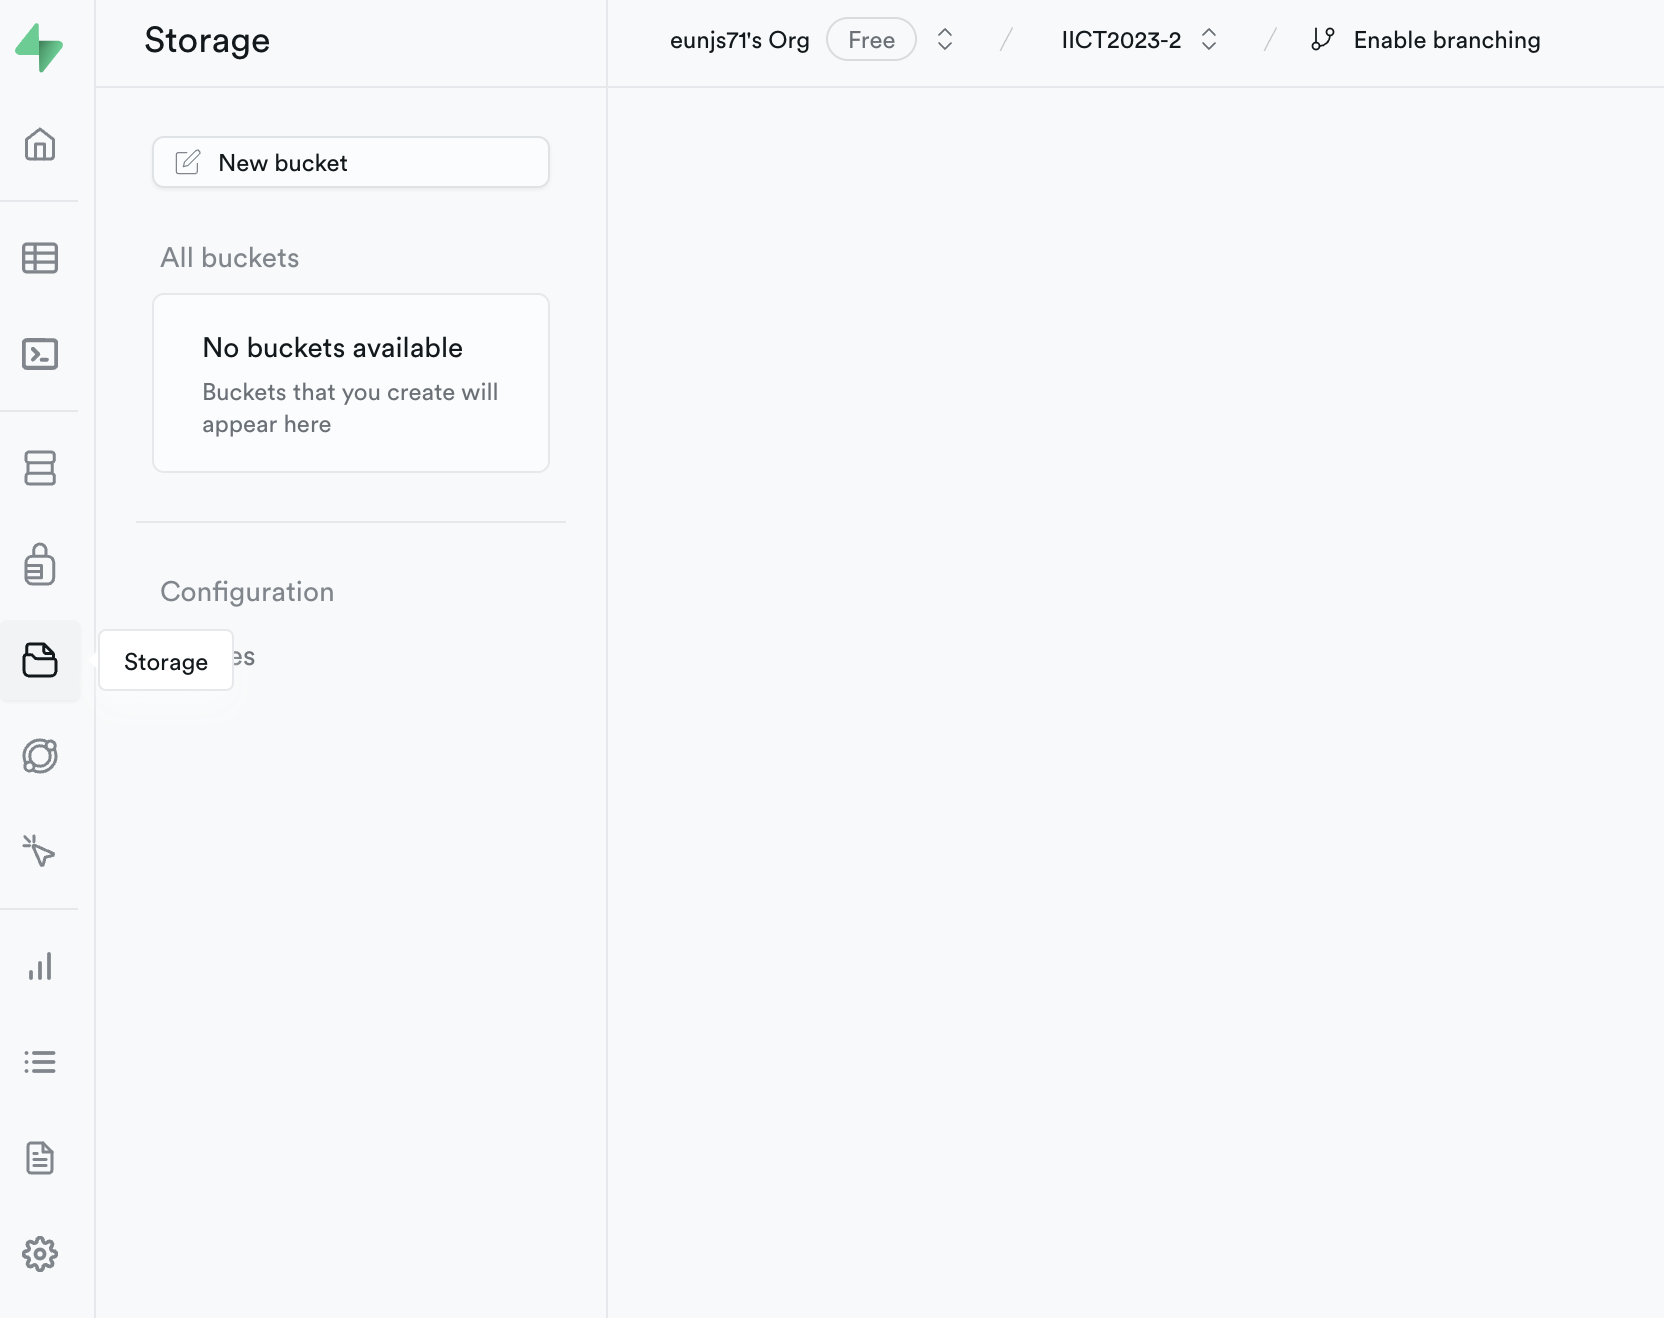 Storage
eunjs71's Org Free / IICT2023-2 / Enable branching
New bucket
All buckets
No buckets available
Buckets that you create will
appear here
Configuration
Storage